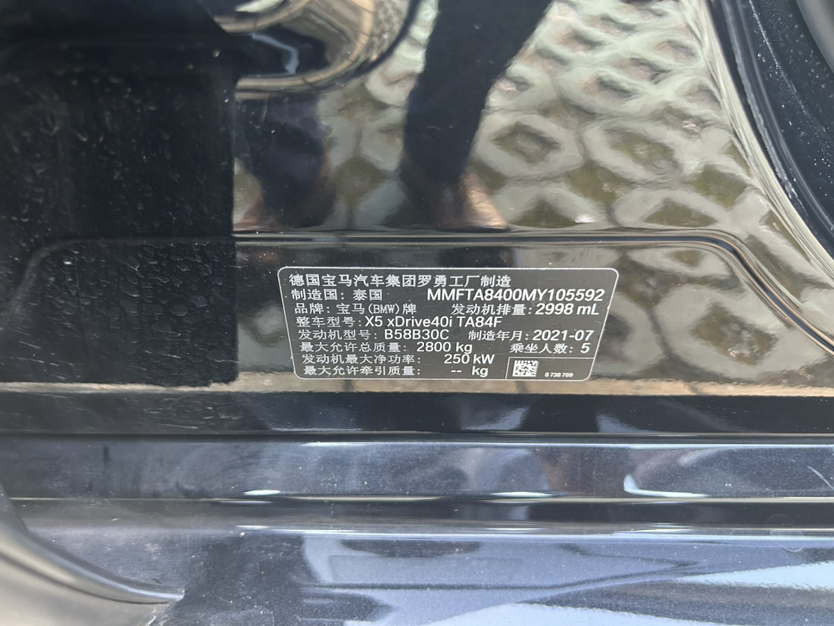 德国宝马汽车集团罗勇工厂制造
制造国：泰国 MMFTA8400MY105592
品牌：宝马(BMW)牌 发动机排量：2998 mL
整车型号：X5 xDrive40i TA84F
发动机型号：B58B30C 制造年月：2021-07
最大允许总质量：2800 kg 乘坐人数：5
发动机最大净功率：250 kW
最大允许牵引质量：-- kg
8 738 769